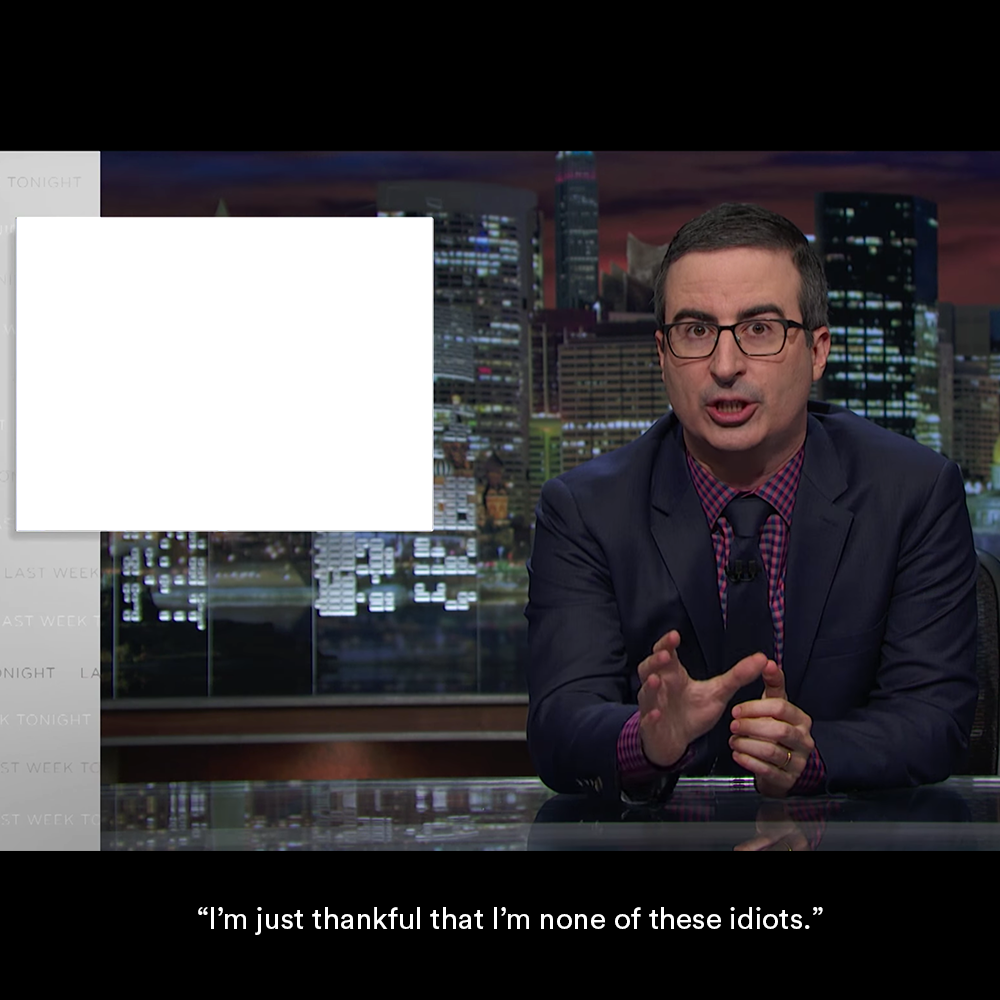 TONIGHT
LAST WEEK
AST WEEK T
ONIGHT LA
K TONIGHT
ST WEEK TO
ST WEEK TO
“I’m just thankful that I’m none of these idiots.”